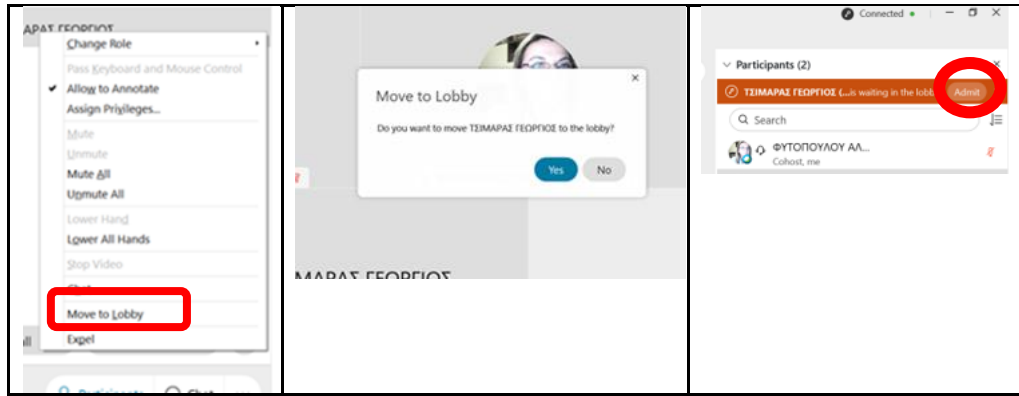 ΜΑΡΑΣ ΓΕΩΡΓΙΟΣ
Change Role
Pass Keyboard and Mouse Control
Allow to Annotate
Assign Privileges...
Mute
Unmute
Mute All
Unmute All
Lower Hand
Lower All Hands
Stop Video
Chat
Move to Lobby
Expel
Participants
Chat
Move to Lobby
Do you want to move ΤΣΙΜΑΡΑΣ ΓΕΩΡΓΙΟΣ to the lobby?
Yes No
ΜΑΡΑΣ ΓΕΩΡΓΙΟΣ
Connected
Participants (2)
ΤΣΙΜΑΡΑΣ ΓΕΩΡΓΙΟΣ (...is waiting in the lobb Admit
Search
ΦΥΤΟΠΟΥΛΟΥ ΑΛ...
Cohost, me